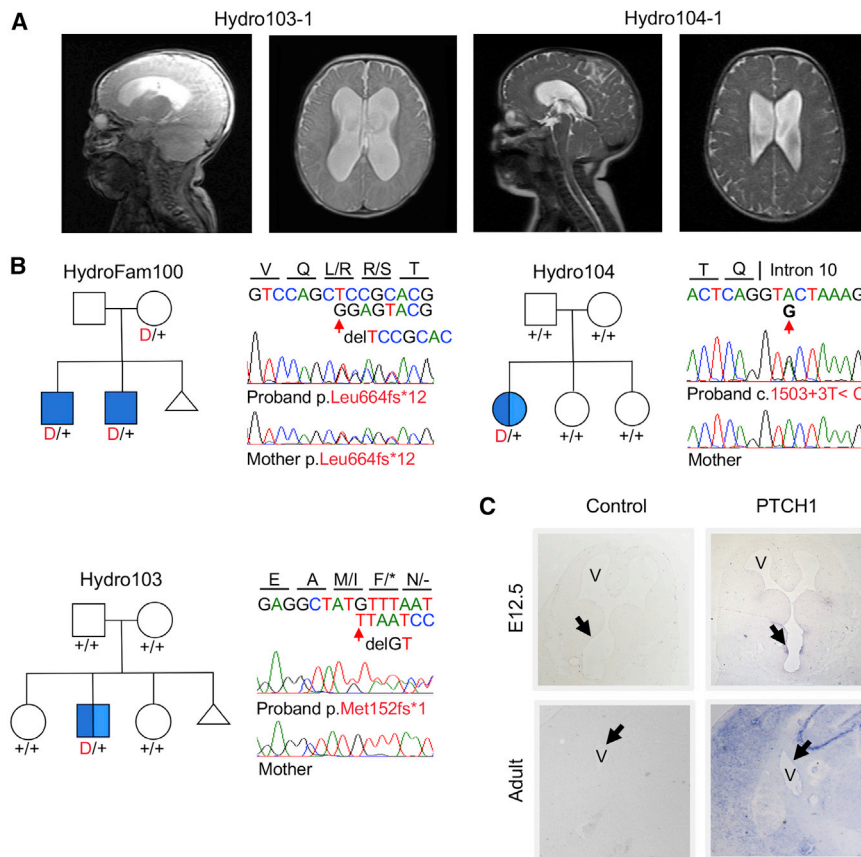 A
Hydro103-1
Hydro104-1
B
HydroFam100
D/+
D/+
D/+
V Q L/R R/S T
GTCCAGCTCCGCACG
GGAGTACG
delTCCGCAC
Proband p.Leu664fs*12
Mother p.Leu664fs*12
Hydro104
+/+
+/+
D/+
+/+
+/+
T Q Intron 10
ACTCAGGTACTAAAG
G
Proband c.1503+3T< C
Mother
Hydro103
+/+
+/+
+/+
D/+
+/+
E A M/I F/* N/-
GAGGCTATGTTTAAT
TTAATCC
delGT
Proband p.Met152fs*1
Mother
C
Control
PTCH1
E12.5
V
V
Adult
V
V